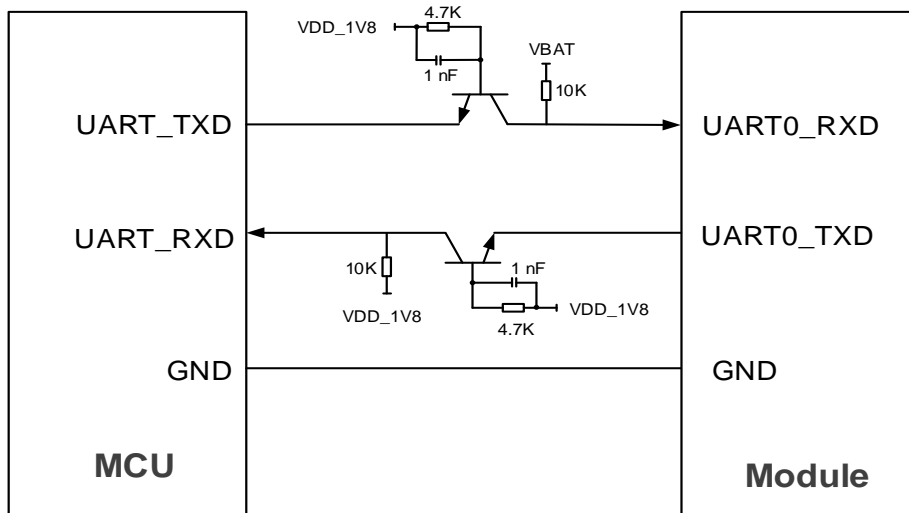 4.7K
VDD_1V8
1 nF
VBAT
10K
UART_TXD
UART0_RXD
UART_RXD
UART0_TXD
10K
1 nF
VDD_1V8
VDD_1V8
4.7K
GND
GND
MCU
Module